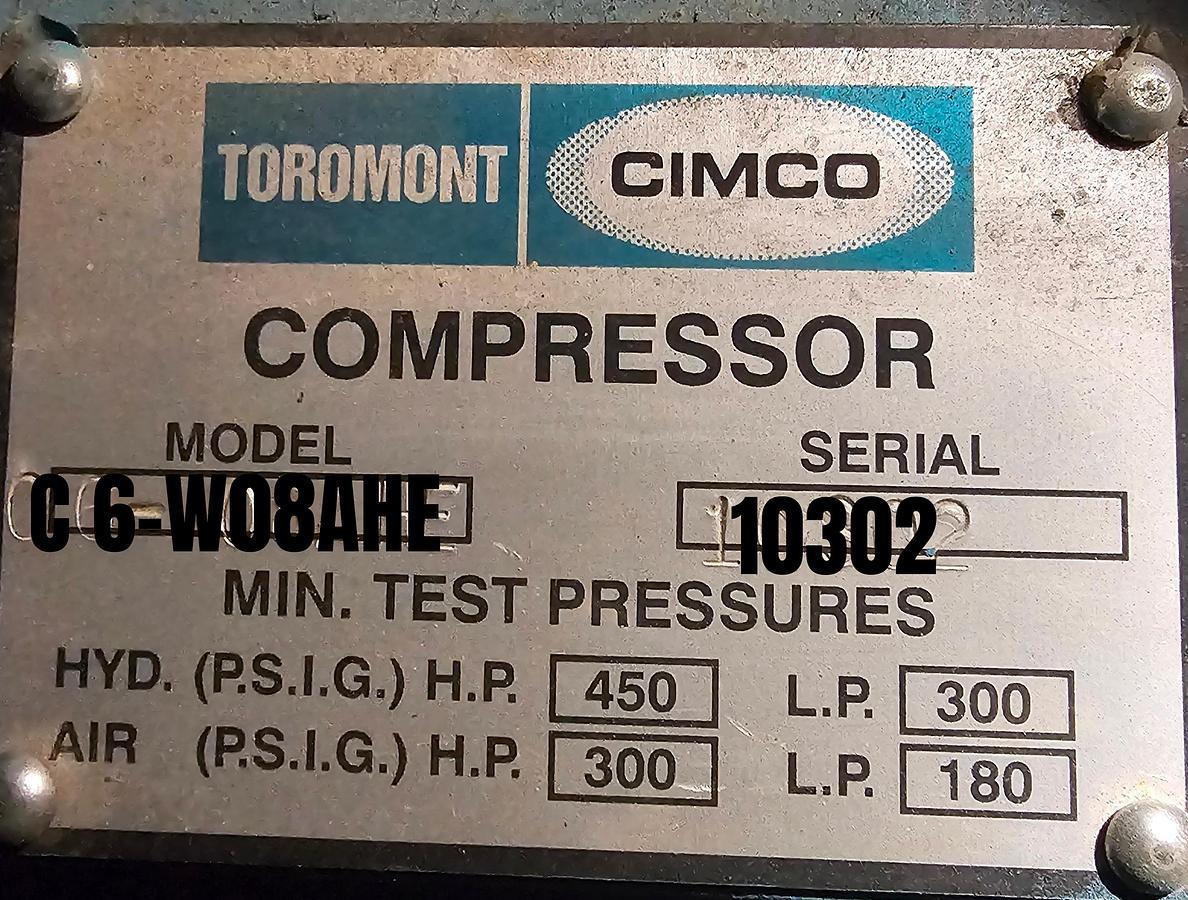 TOROMONT CIMCO
COMPRESSOR
MODEL SERIAL
C 6-W08AHE 10302
MIN. TEST PRESSURES
HYD. (P.S.I.G.) H.P. 450 L.P. 300
AIR (P.S.I.G.) H.P. 300 L.P. 180